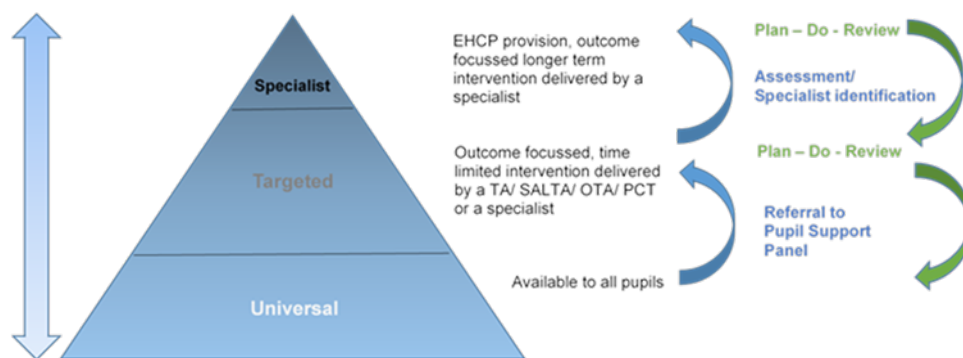 Specialist
Targeted
Universal
EHCP provision, outcome
focussed longer term
intervention delivered by a
specialist
Outcome focussed, time
limited intervention delivered
by a TA/ SALTA/ OTA/ PCT
or a specialist
Available to all pupils
Plan – Do - Review
Assessment/
Specialist identification
Plan – Do - Review
Referral to
Pupil Support
Panel